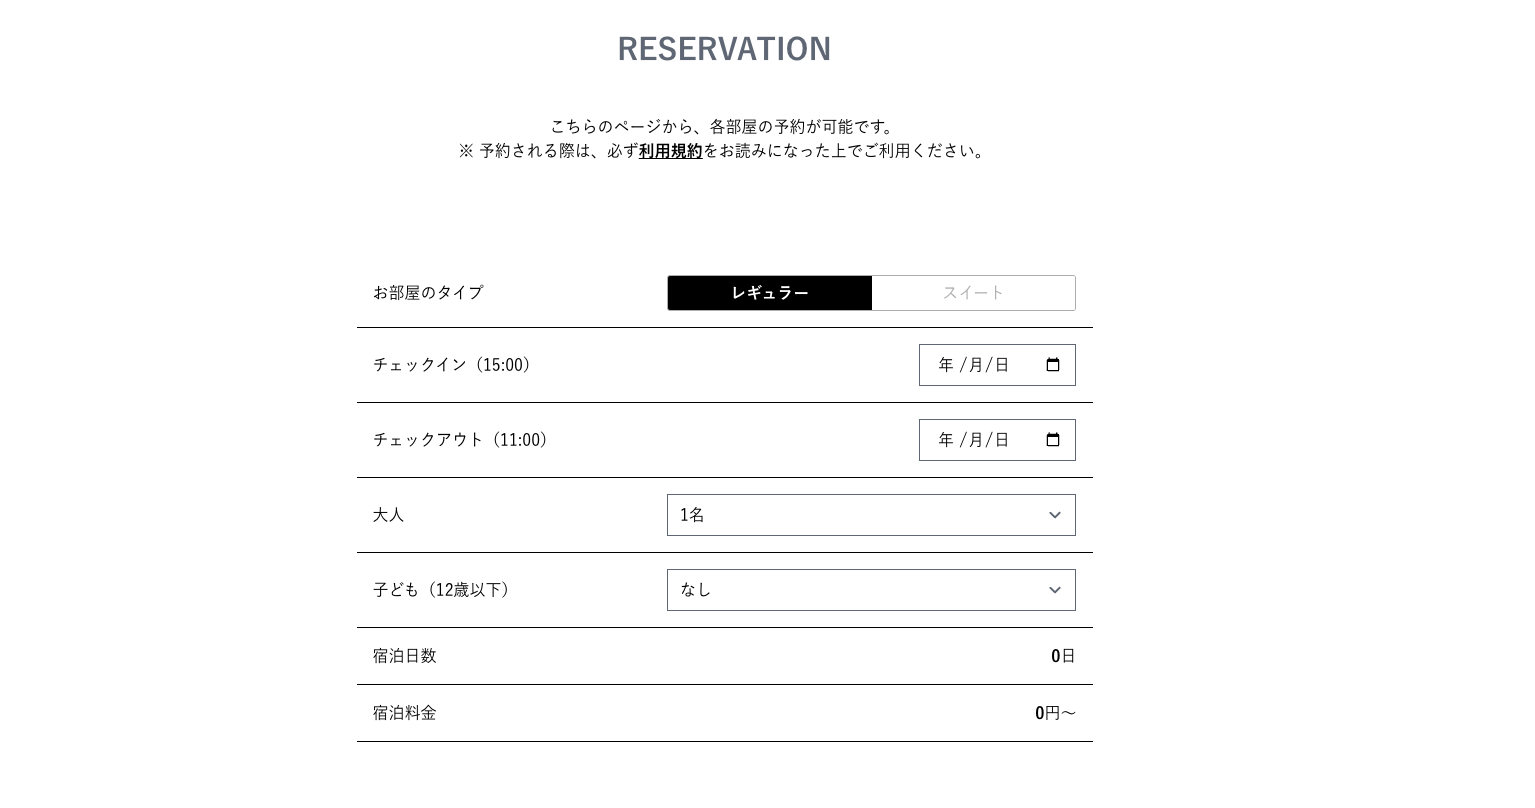 RESERVATION
こちらのページから、各部屋の予約が可能です。
※ 予約される際は、必ず利用規約をお読みになった上でご利用ください。
お部屋のタイプ
レギュラー
スイート
チェックイン（15:00）
年 /月/日
チェックアウト（11:00）
年 /月/日
大人
1名
子ども（12歳以下）
なし
宿泊日数
0日
宿泊料金
0円〜